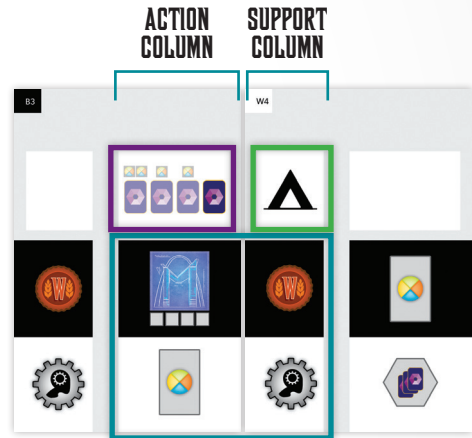 ACTION
COLUMN
SUPPORT
COLUMN
B3
W4
W
W